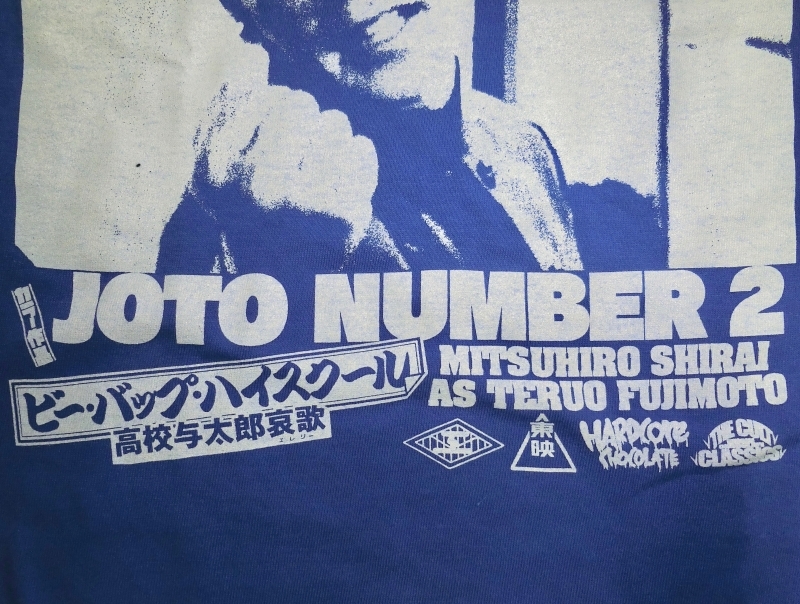 JOTO NUMBER 2
MITSUHIRO SHIRAI
AS TERUO FUJIMOTO
ビー・バップ・ハイスクール
高校与太郎哀歌
エレジー
東映
HARDCORE
CHOCOLATE
THE CULT
CLASSICS